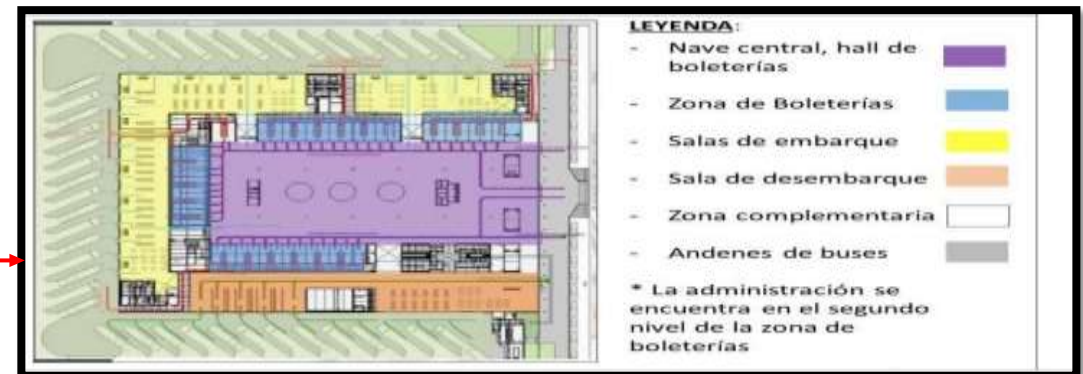 LEYENDA:
- Nave central, hall de
boleterías
- Zona de Boleterías
- Salas de embarque
- Sala de desembarque
- Zona complementaria
- Andenes de buses
* La administración se
encuentra en el segundo
nivel de la zona de
boleterías